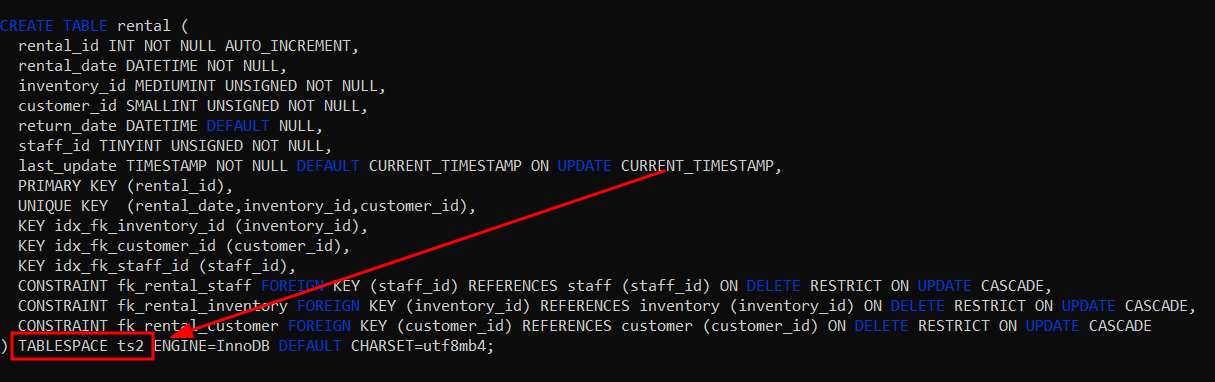 CREATE TABLE rental (
  rental_id INT NOT NULL AUTO_INCREMENT,
  rental_date DATETIME NOT NULL,
  inventory_id MEDIUMINT UNSIGNED NOT NULL,
  customer_id SMALLINT UNSIGNED NOT NULL,
  return_date DATETIME DEFAULT NULL,
  staff_id TINYINT UNSIGNED NOT NULL,
  last_update TIMESTAMP NOT NULL DEFAULT CURRENT_TIMESTAMP ON UPDATE CURRENT_TIMESTAMP,
  PRIMARY KEY (rental_id),
  UNIQUE KEY  (rental_date,inventory_id,customer_id),
  KEY idx_fk_inventory_id (inventory_id),
  KEY idx_fk_customer_id (customer_id),
  KEY idx_fk_staff_id (staff_id),
  CONSTRAINT fk_rental_staff FOREIGN KEY (staff_id) REFERENCES staff (staff_id) ON DELETE RESTRICT ON UPDATE CASCADE,
  CONSTRAINT fk_rental_inventory FOREIGN KEY (inventory_id) REFERENCES inventory (inventory_id) ON DELETE RESTRICT ON UPDATE CASCADE,
  CONSTRAINT fk_rental_customer FOREIGN KEY (customer_id) REFERENCES customer (customer_id) ON DELETE RESTRICT ON UPDATE CASCADE
) TABLESPACE ts2 ENGINE=InnoDB DEFAULT CHARSET=utf8mb4;